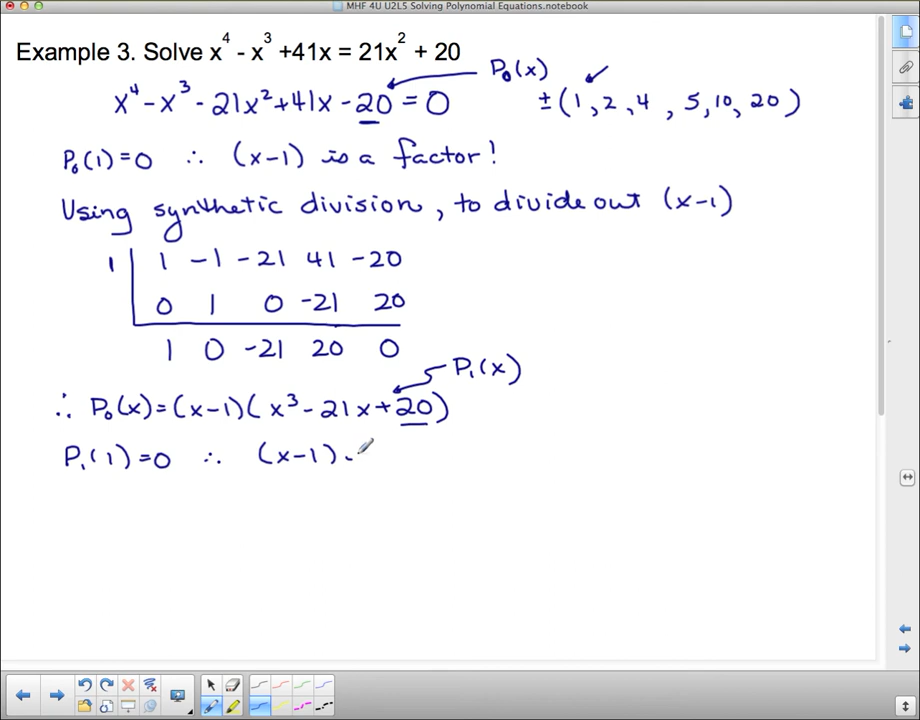 MHF 4U U2L5 Solving Polynomial Equations.notebook
Example 3. Solve x⁴ - x³ +41x = 21x² + 20
P₀(x)
x⁴ - x³ - 21x² + 41x - 20 = 0
± (1, 2, 4, 5, 10, 20)
P₀(1) = 0 ∴ (x-1) is a factor!
Using synthetic division, to divide out (x-1)
1 | 1 -1 -21 41 -20
0 1 0 -21 20
1 0 -21 20 0
P₁(x)
∴ P₀(x) = (x-1)(x³ - 21x + 20)
P₁(1) = 0 ∴ (x-1)